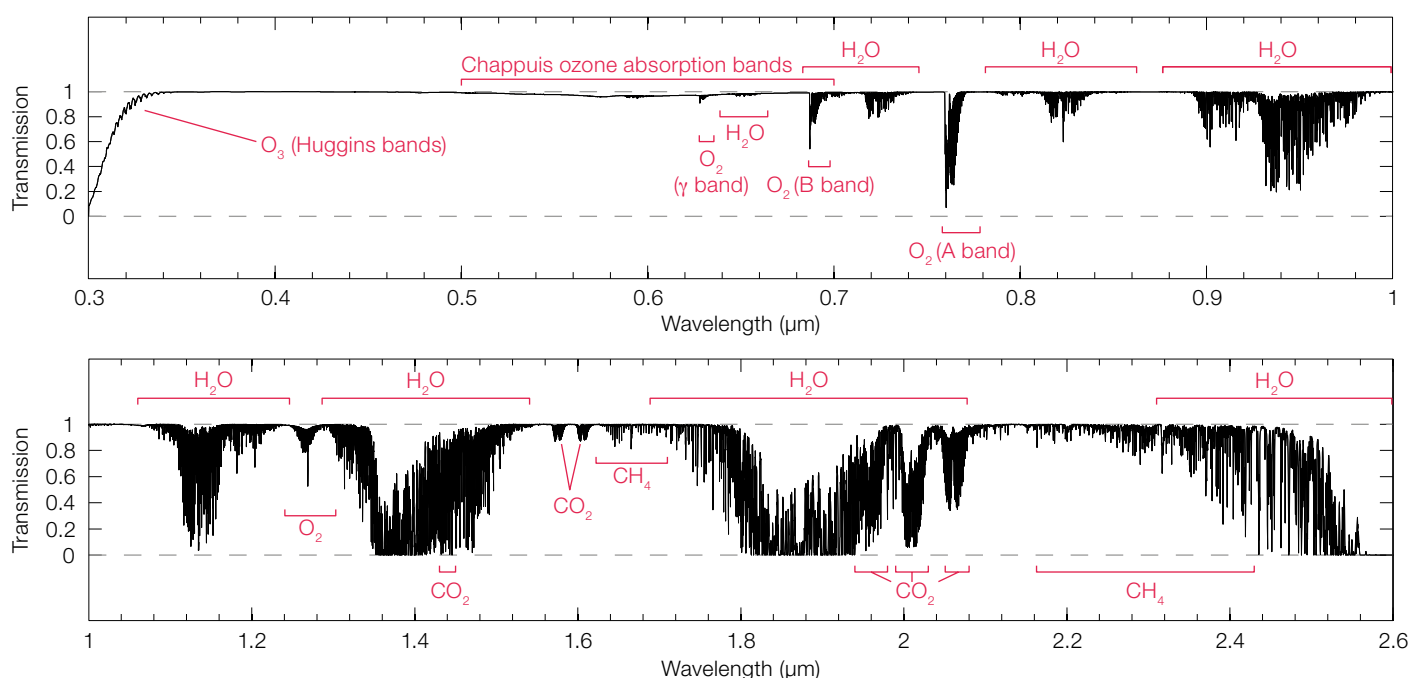 H₂O H₂O H₂O
Chappuis ozone absorption bands
Transmission
1
0.8
0.6
0.4
0.2
0
O₃ (Huggins bands)
H₂O
O₂
(γ band)
O₂ (B band)
O₂ (A band)
0.3 0.4 0.5 0.6 0.7 0.8 0.9 1
Wavelength (µm)
H₂O H₂O H₂O H₂O
Transmission
1
0.8
0.6
0.4
0.2
0
O₂
CO₂
CO₂
CH₄
CO₂
CH₄
1 1.2 1.4 1.6 1.8 2 2.2 2.4 2.6
Wavelength (µm)